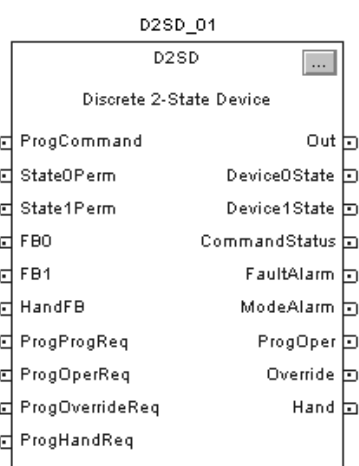 D2SD_01
D2SD
...
Discrete 2-State Device
ProgCommand Out
State0Perm Device0State
State1Perm Device1State
FB0 CommandStatus
FB1 FaultAlarm
HandFB ModeAlarm
ProgProgReq ProgOper
ProgOperReq Override
ProgOverrideReq Hand
ProgHandReq